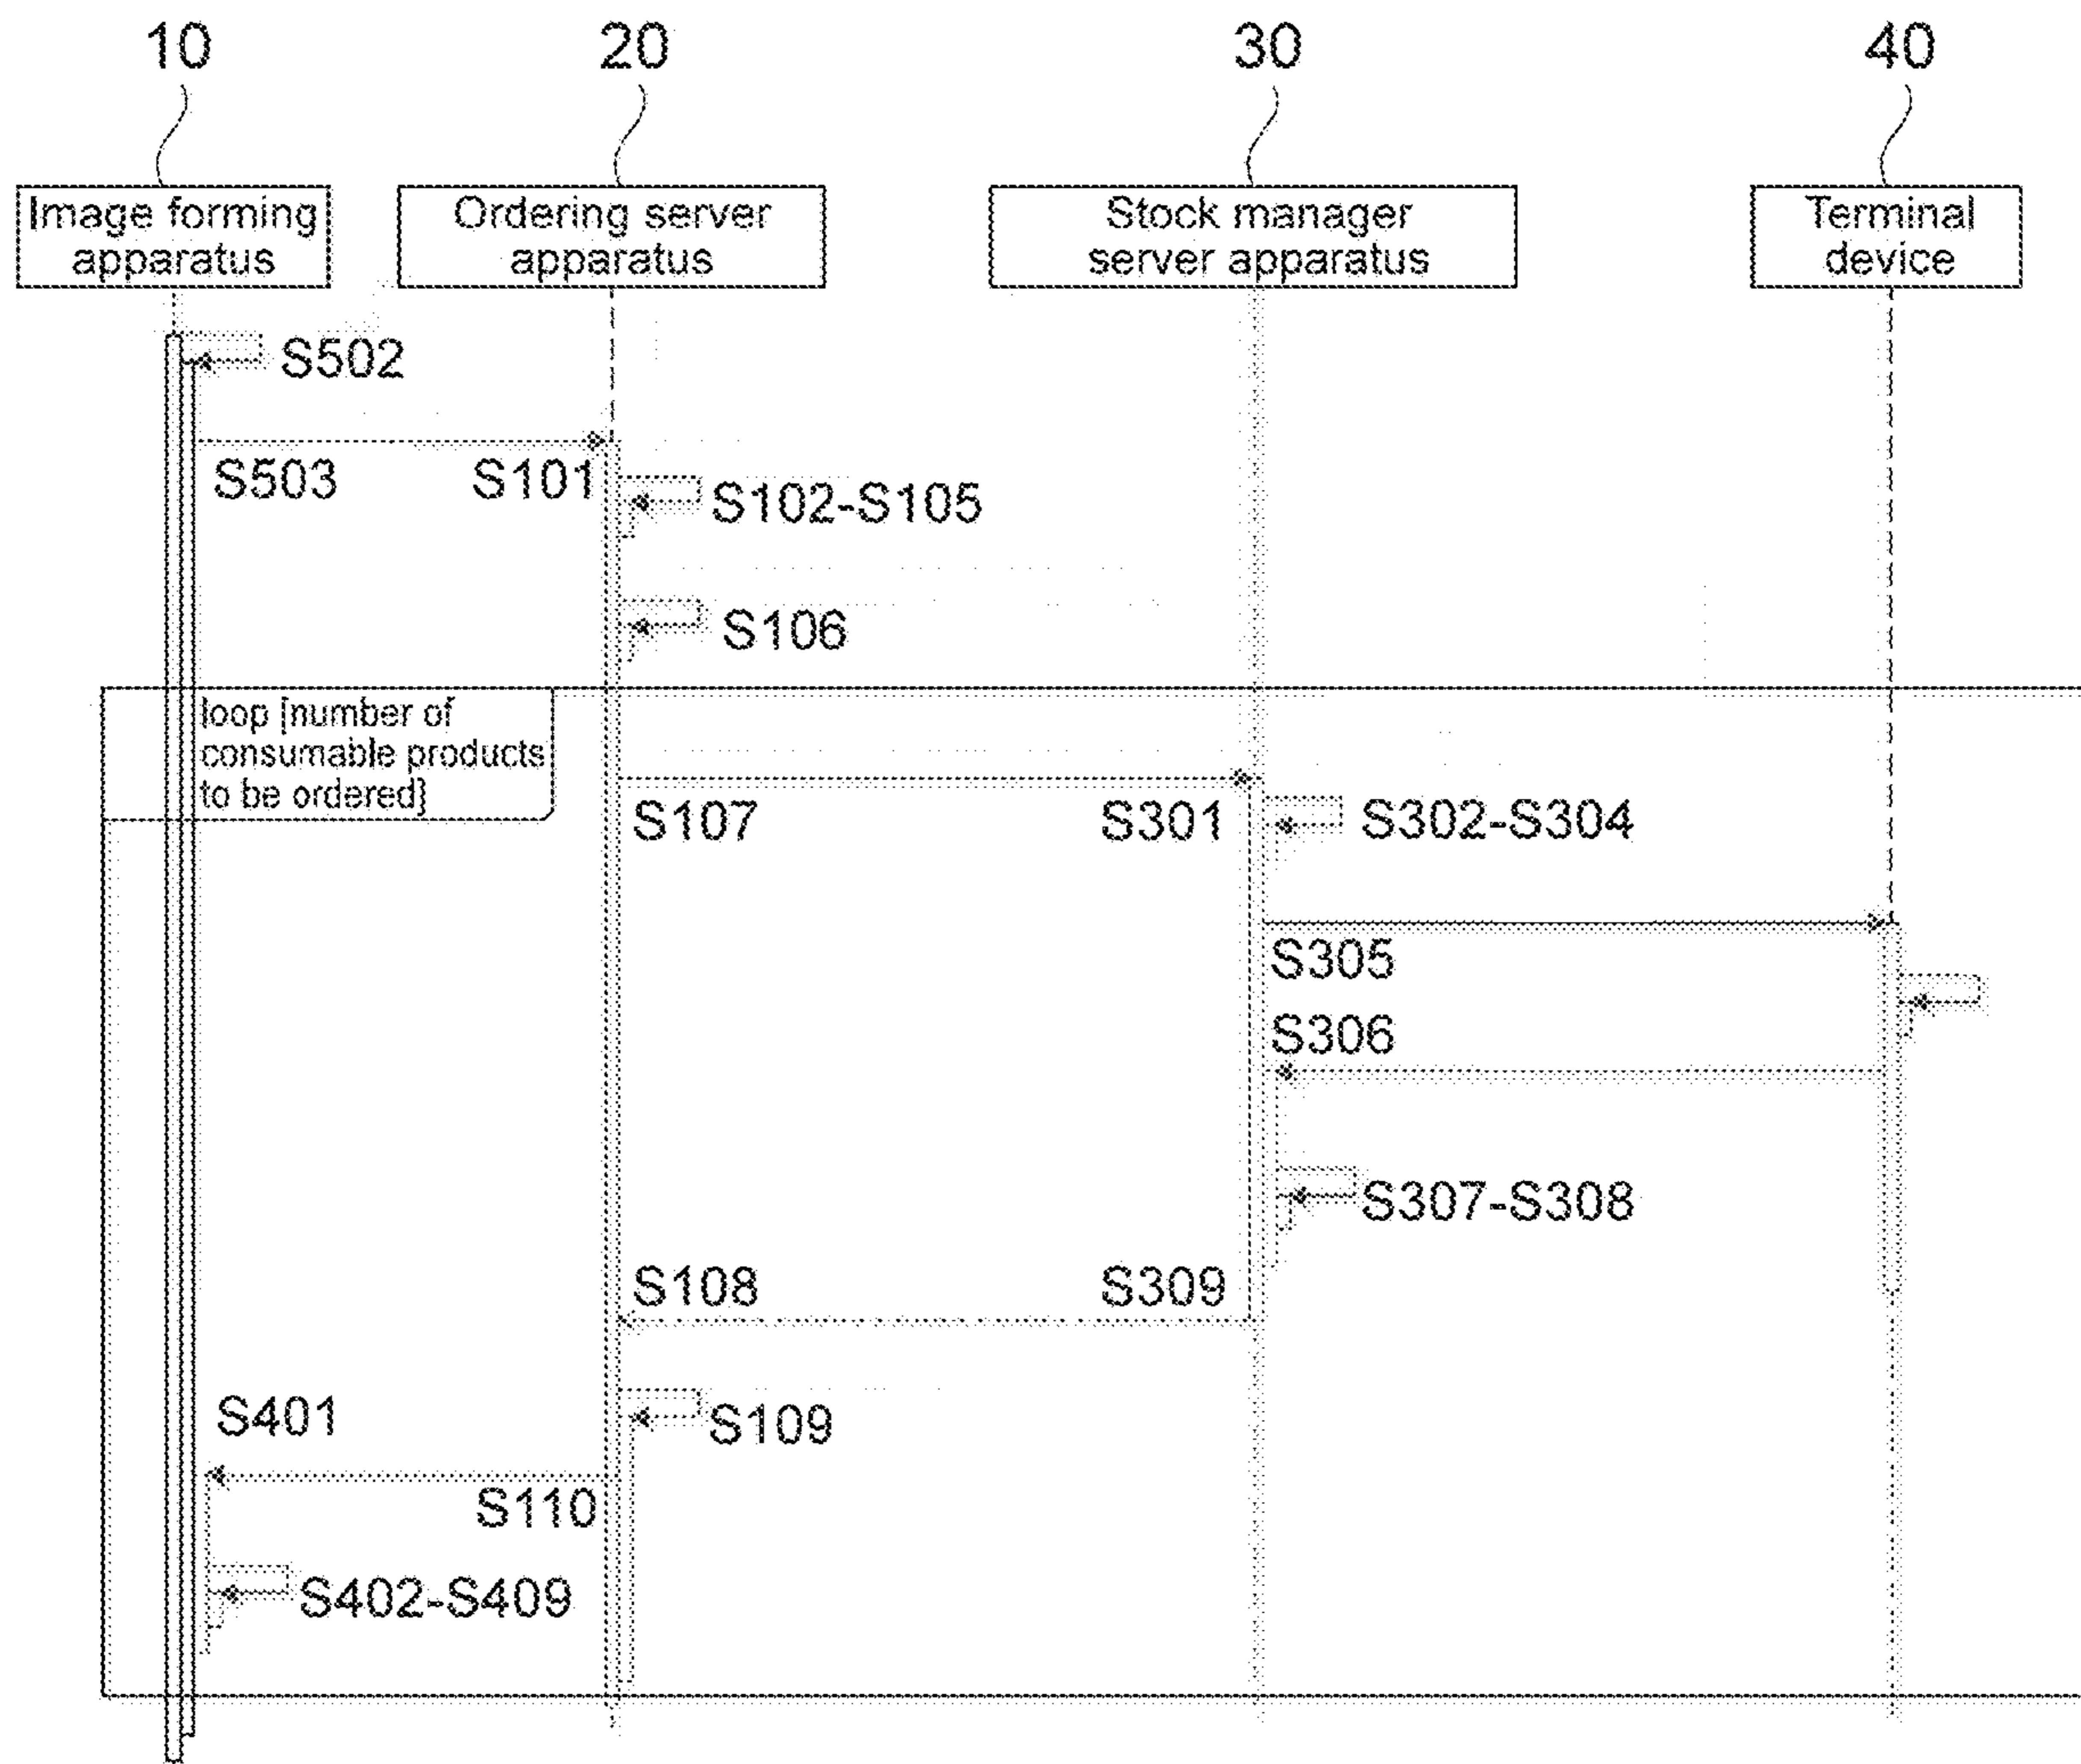 10
20
30
40
Image forming
apparatus
Ordering server
apparatus
Stock manager
server apparatus
Terminal
device
S502
S503
S101
S102-S105
S106
loop [number of
consumable products
to be ordered]
S107
S301
S302-S304
S305
S306
S307-S308
S108
S309
S109
S401
S110
S402-S409